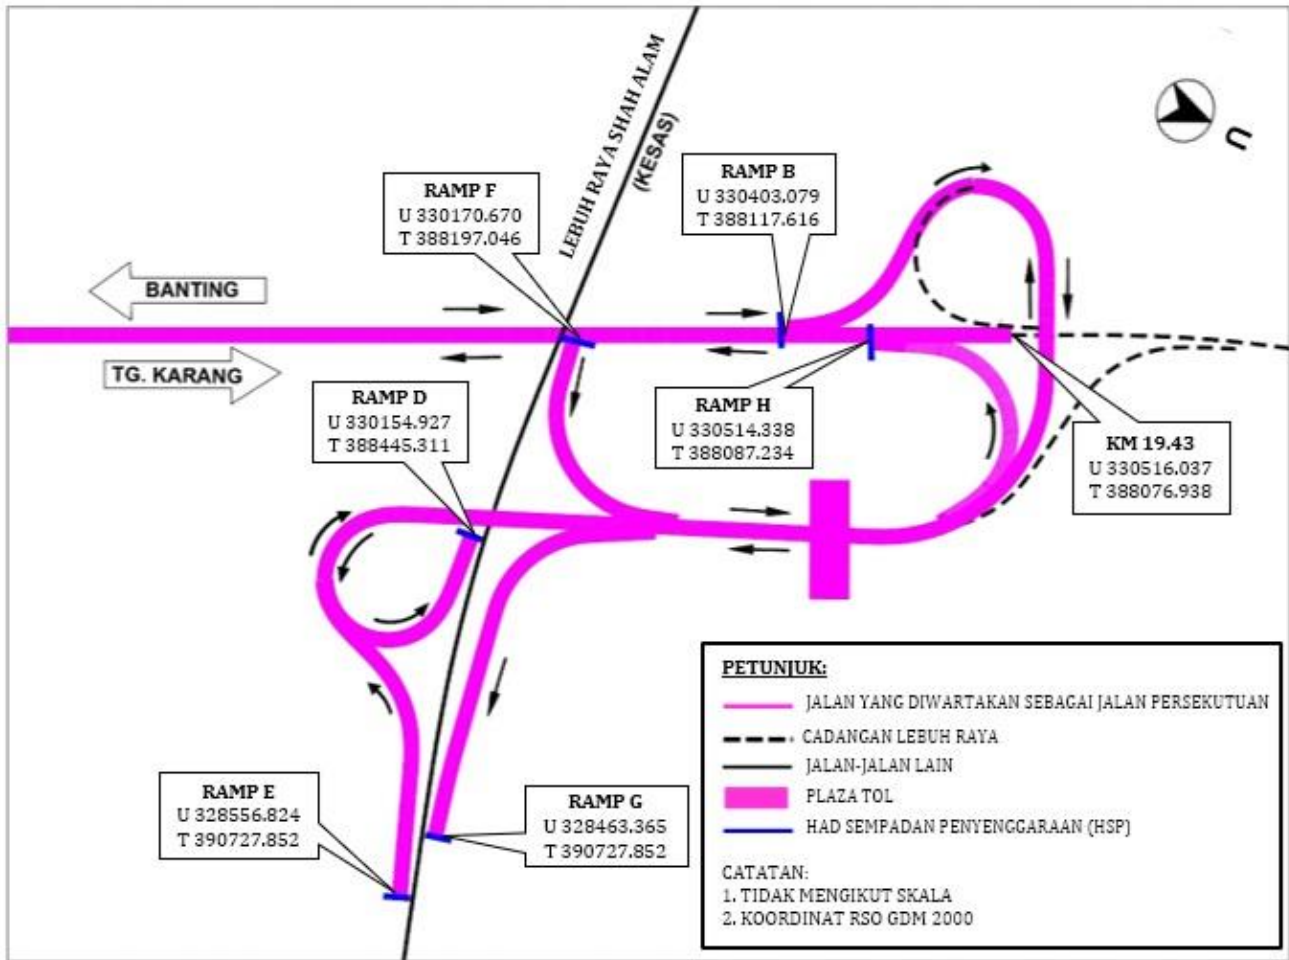 LEBUH RAYA SHAH ALAM
(KESAS)
U
RAMP F
U 330170.670
T 388197.046
RAMP B
U 330403.079
T 388117.616
BANTING
TG. KARANG
RAMP D
U 330154.927
T 388445.311
RAMP H
U 330514.338
T 388087.234
KM 19.43
U 330516.037
T 388076.938
RAMP E
U 328556.824
T 390727.852
RAMP G
U 328463.365
T 390727.852
PETUNJUK:
JALAN YANG DIWARTAKAN SEBAGAI JALAN PERSEKUTUAN
CADANGAN LEBUH RAYA
JALAN-JALAN LAIN
PLAZA TOL
HAD SEMPADAN PENYENGGARAAN (HSP)
CATATAN:
1. TIDAK MENGIKUT SKALA
2. KOORDINAT RSO GDM 2000